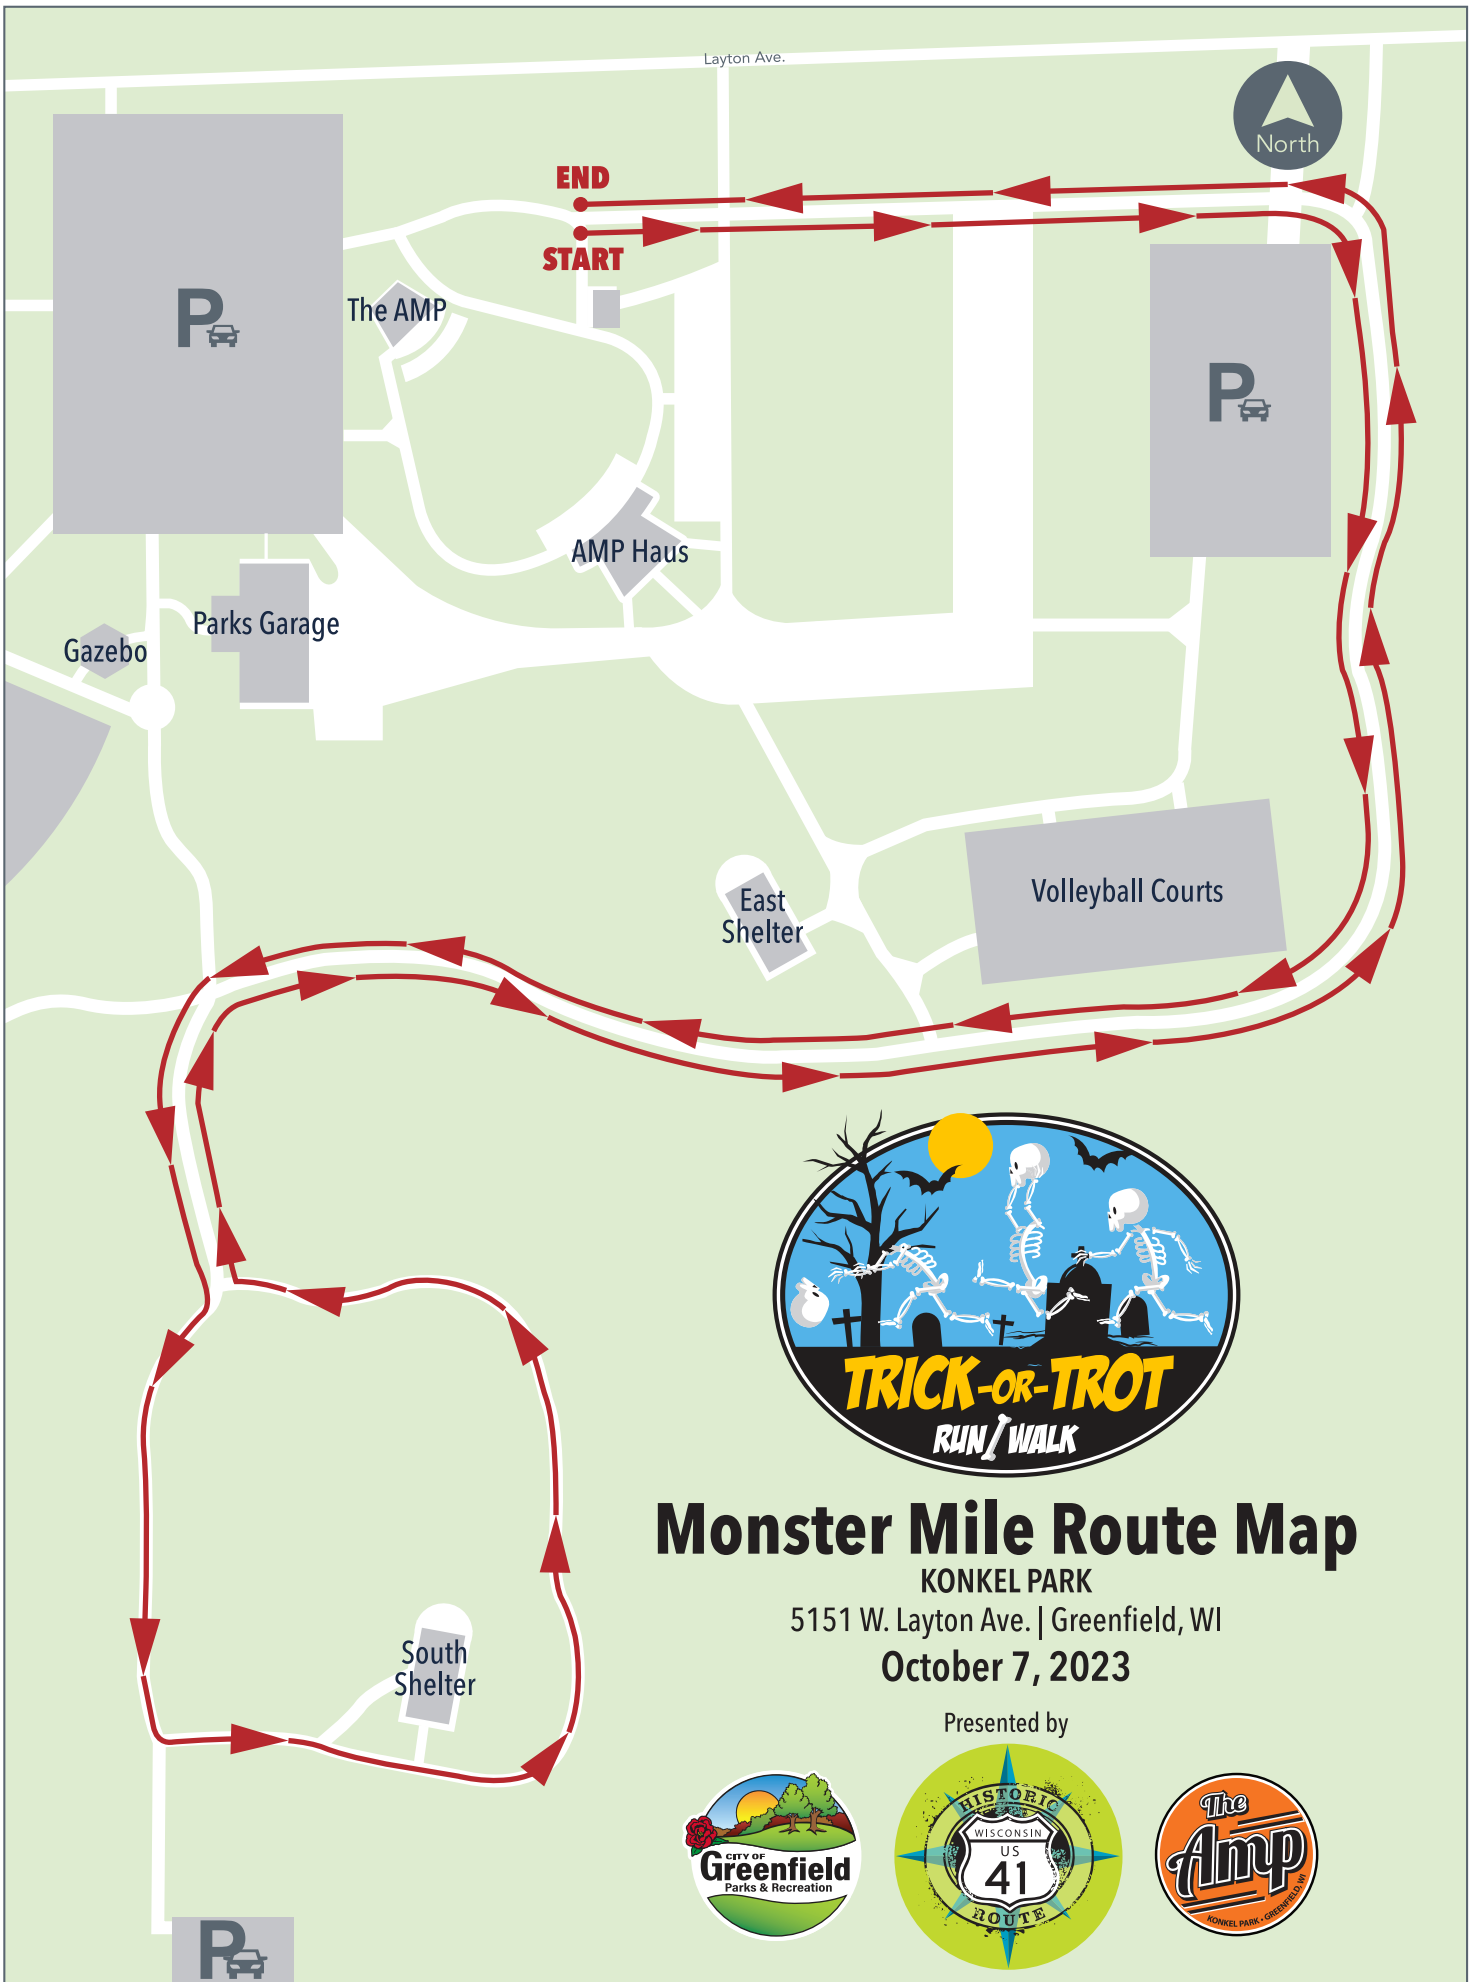 Layton Ave.
North
END
START
The AMP
P
P
AMP Haus
Parks Garage
Gazebo
East
Shelter
Volleyball Courts
TRICK-OR-TROT
RUN/WALK
Monster Mile Route Map
KONKEL PARK
5151 W. Layton Ave. | Greenfield, WI
October 7, 2023
South
Shelter
Presented by
CITY OF
Greenfield
Parks & Recreation
HISTORIC
WISCONSIN
US
41
ROUTE
The
Amp
KONKEL PARK • GREENFIELD, WI
P